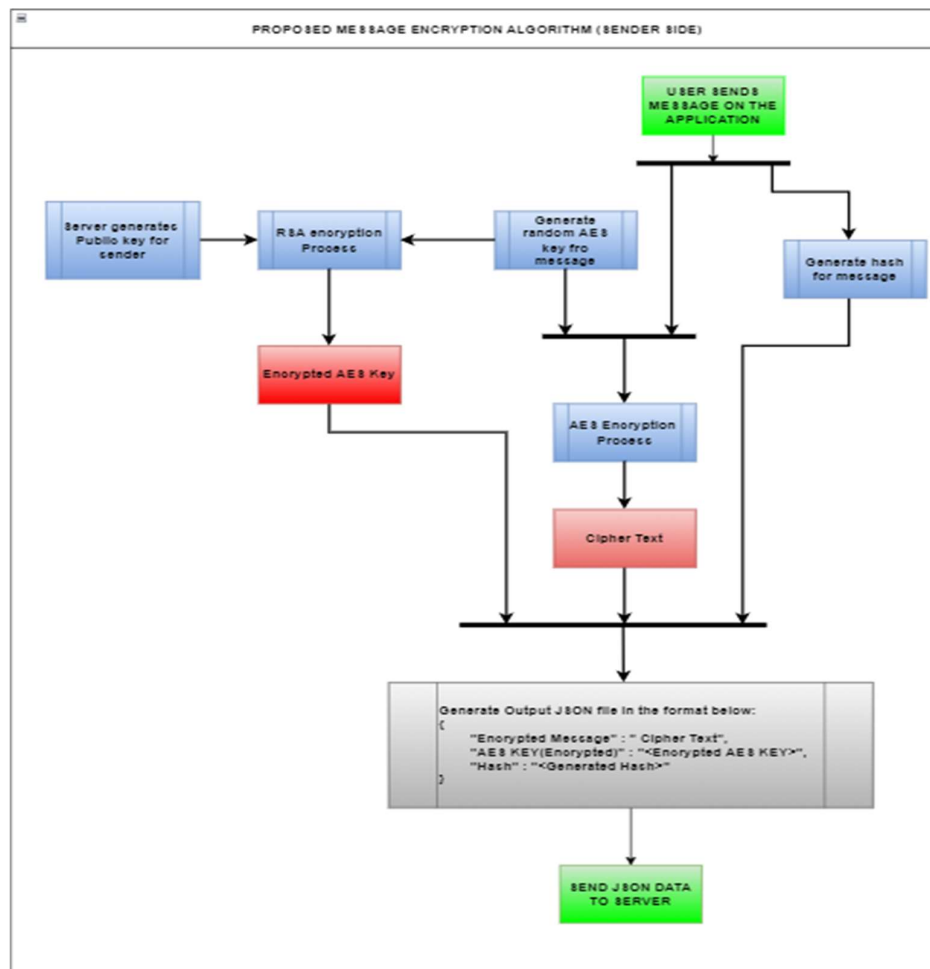 PROPOSED MESSAGE ENCRYPTION ALGORITHM (SENDER SIDE)
USER SENDS
MESSAGE ON THE
APPLICATION
Server generates
Public key for
sender
RSA encryption
Process
Generate
random AES
key fro
message
Generate hash
for message
Encrypted AES Key
AES Encryption
Process
Cipher Text
Generate Output JSON file in the format below:
{
"Encrypted Message" : " Cipher Text",
"AES KEY(Encrypted)" : "<Encrypted AES KEY>",
"Hash" : "<Generated Hash>"
}
SEND JSON DATA
TO SERVER